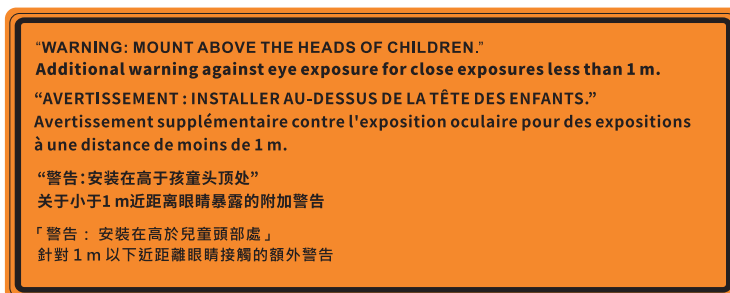 “WARNING: MOUNT ABOVE THE HEADS OF CHILDREN.”
Additional warning against eye exposure for close exposures less than 1 m.
“AVERTISSEMENT : INSTALLER AU-DESSUS DE LA TÊTE DES ENFANTS.”
Avertissement supplémentaire contre l'exposition oculaire pour des expositions
à une distance de moins de 1 m.
“警告：安装在高于孩童头顶处”
关于小于1 m近距离眼睛暴露的附加警告
「警告： 安裝在高於兒童頭部處」
針對 1 m 以下近距離眼睛接觸的額外警告